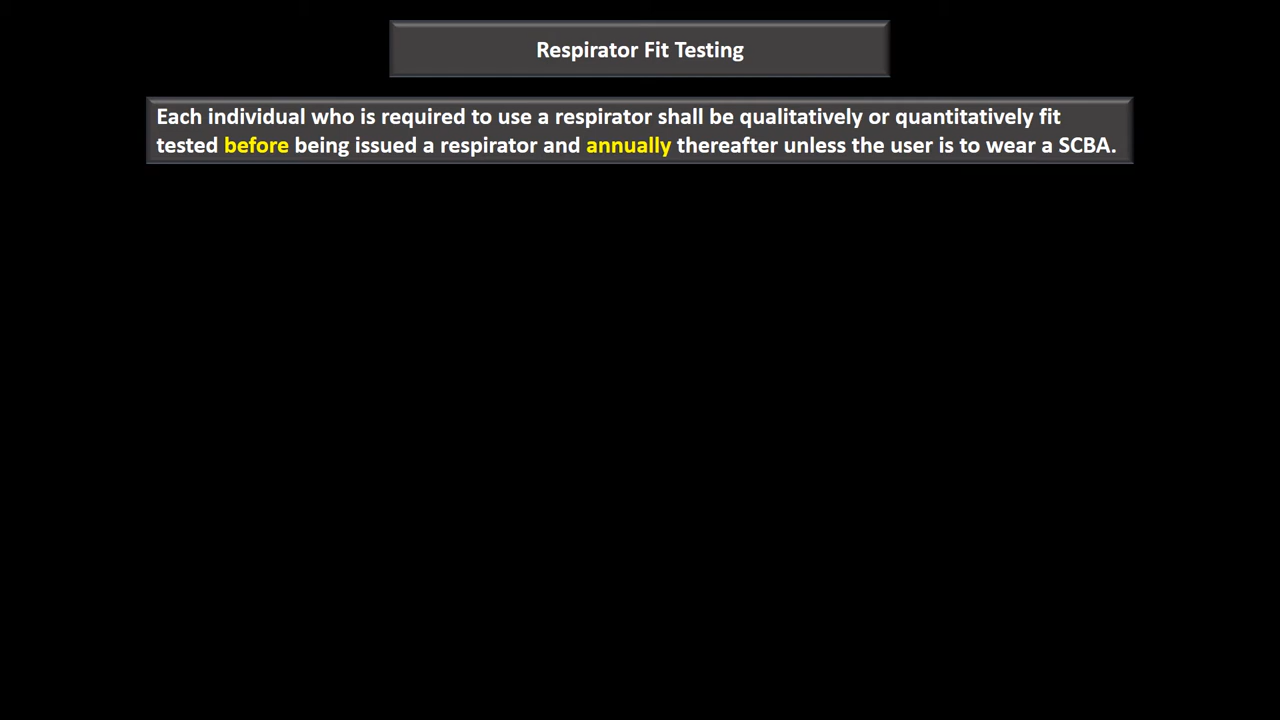 Respirator Fit Testing
Each individual who is required to use a respirator shall be qualitatively or quantitatively fit
tested before being issued a respirator and annually thereafter unless the user is to wear a SCBA.